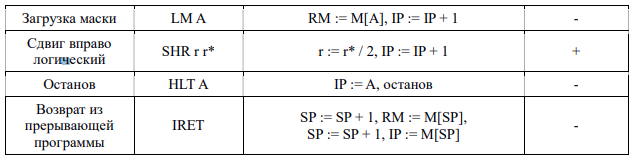 Загрузка маски LM A RM := M[A], IP := IP + 1 -
Сдвиг вправо
логический SHR r r* r := r* / 2, IP := IP + 1 +
Останов HLT A IP := A, останов -
Возврат из
прерывающей
программы IRET SP := SP + 1, RM := M[SP],
SP := SP + 1, IP := M[SP] -